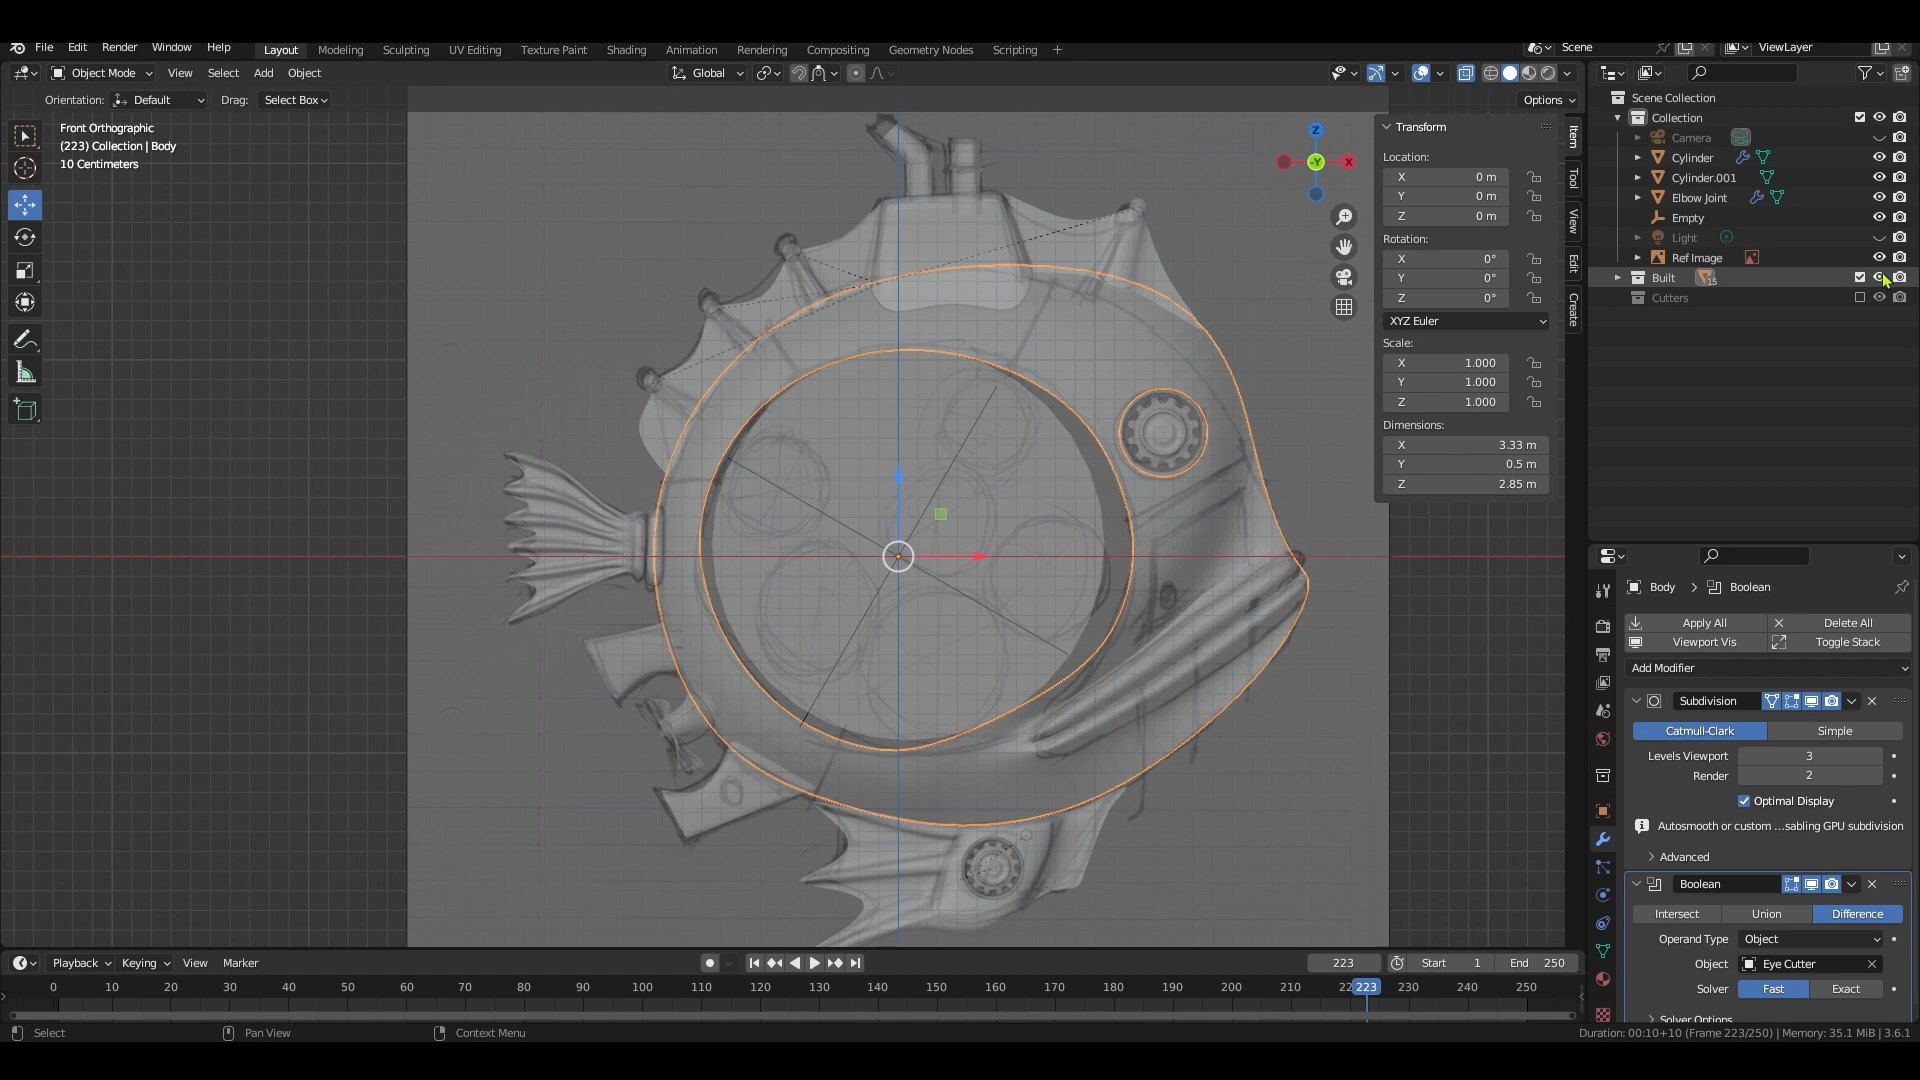 File Edit Render Window Help Layout Modeling Sculpting UV Editing Texture Paint Shading Animation Rendering Compositing Geometry Nodes Scripting + Scene ViewLayer
Object Mode View Select Add Object Global
Orientation: Default Drag: Select Box Options
Front Orthographic
(223) Collection | Body
10 Centimeters
Z
-Y
X
Transform
Location:
X 0 m
Y 0 m
Z 0 m
Rotation:
X 0°
Y 0°
Z 0°
XYZ Euler
Scale:
X 1.000
Y 1.000
Z 1.000
Dimensions:
X 3.33 m
Y 0.5 m
Z 2.85 m
Item
Tool
View
Edit
Create
Scene Collection
Collection
Camera
Cylinder
Cylinder.001
Elbow Joint
Empty
Light
Ref Image
Built 15
Cutters
Body > Boolean
Apply All Delete All
Viewport Vis Toggle Stack
Add Modifier
Subdivision
Catmull-Clark Simple
Levels Viewport 3
Render 2
Optimal Display
Autosmooth or custom ...sabling GPU subdivision
Advanced
Boolean
Intersect Union Difference
Operand Type Object
Object Eye Cutter
Solver Fast Exact
Solver Options
Playback Keying View Marker 223 Start 1 End 250
0 10 20 30 40 50 60 70 80 90 100 110 120 130 140 150 160 170 180 190 200 210 22 223 230 240 250
Select Pan View Context Menu Duration: 00:10+10 (Frame 223/250) | Memory: 35.1 MiB | 3.6.1